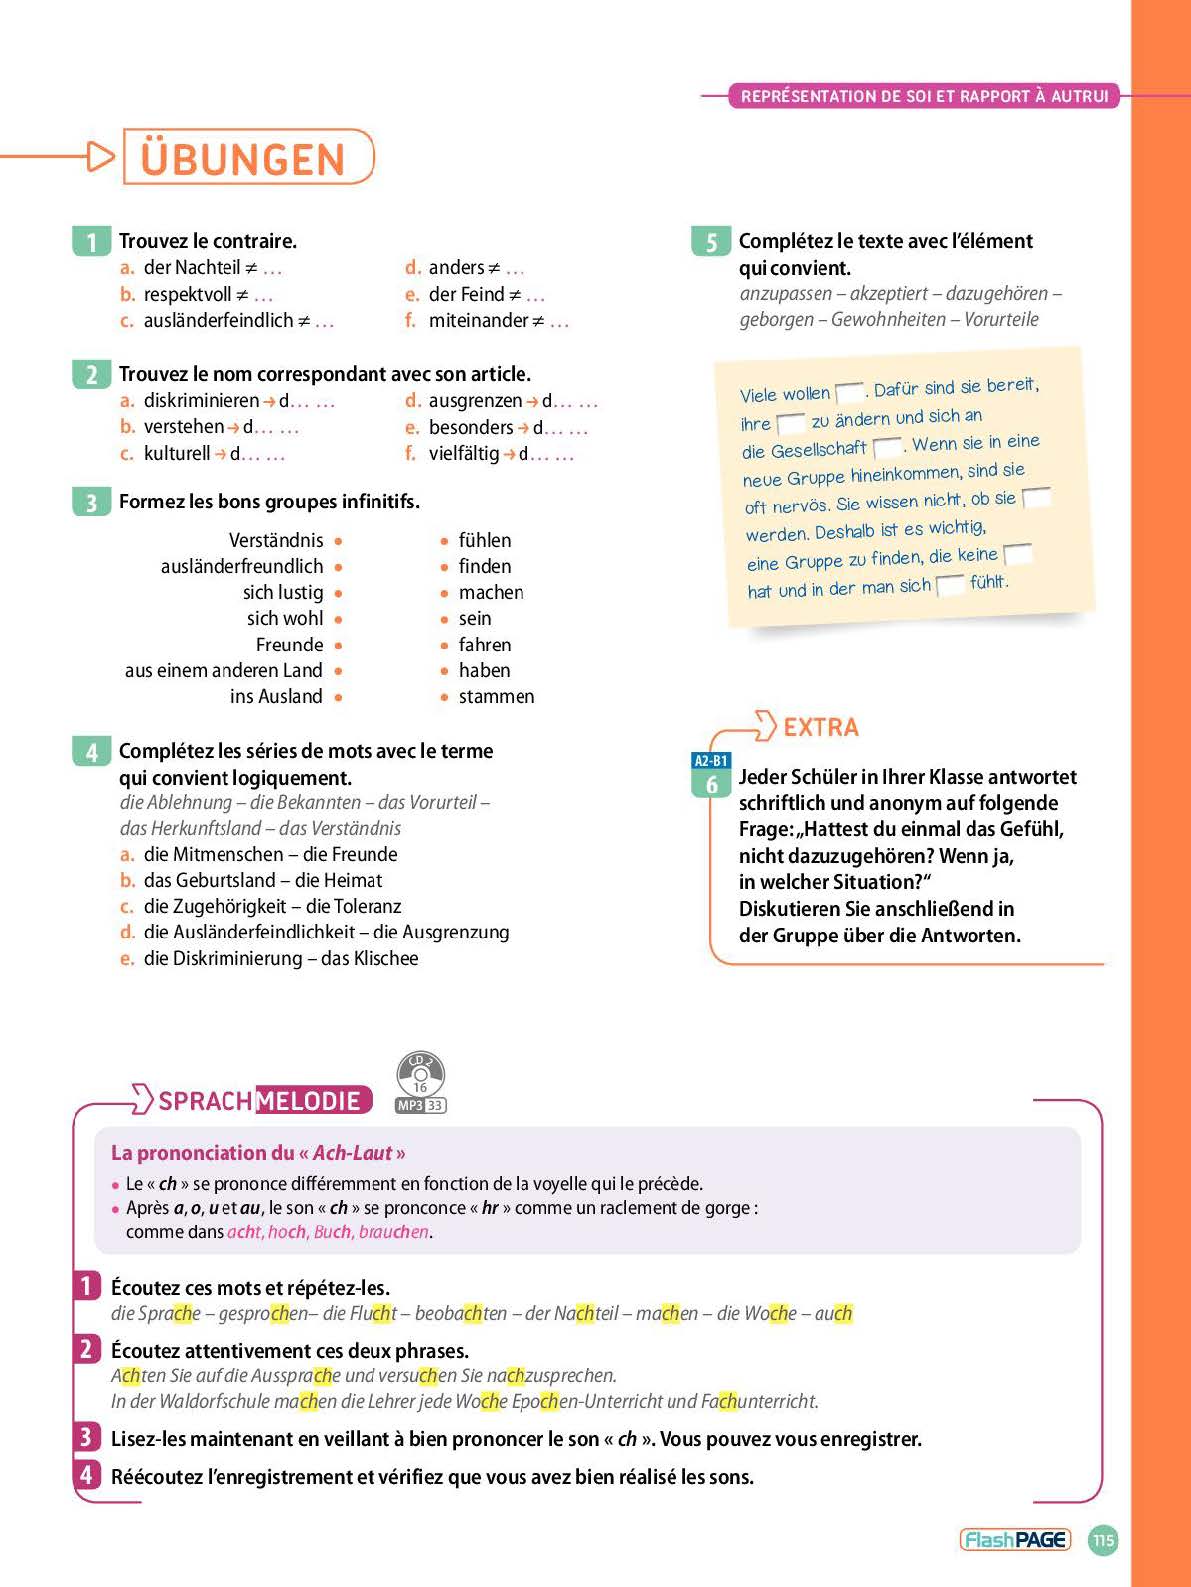 REPRÉSENTATION DE SOI ET RAPPORT À AUTRUI
ÜBUNGEN
1 Trouvez le contraire.
a. der Nachteil ≠ ...
b. respektvoll ≠ ...
c. ausländerfeindlich ≠ ...
d. anders ≠ ...
e. der Feind ≠ ...
f. miteinander ≠ ...
2 Trouvez le nom correspondant avec son article.
a. diskriminieren → d... ...
b. verstehen → d... ...
c. kulturell → d... ...
d. ausgrenzen → d... ...
e. besonders → d... ...
f. vielfältig → d... ...
3 Formez les bons groupes infinitifs.
Verständnis • • fühlen
ausländerfreundlich • • finden
sich lustig • • machen
sich wohl • • sein
Freunde • • fahren
aus einem anderen Land • • haben
ins Ausland • • stammen
4 Complétez les séries de mots avec le terme
qui convient logiquement.
die Ablehnung – die Bekannten – das Vorurteil –
das Herkunftsland – das Verständnis
a. die Mitmenschen – die Freunde
b. das Geburtsland – die Heimat
c. die Zugehörigkeit – die Toleranz
d. die Ausländerfeindlichkeit – die Ausgrenzung
e. die Diskriminierung – das Klischee
5 Complétez le texte avec l'élément
qui convient.
anzupassen – akzeptiert – dazugehören –
geborgen – Gewohnheiten – Vorurteile
Viele wollen . Dafür sind sie bereit,
ihre zu ändern und sich an
die Gesellschaft . Wenn sie in eine
neue Gruppe hineinkommen, sind sie
oft nervös. Sie wissen nicht, ob sie
werden. Deshalb ist es wichtig,
eine Gruppe zu finden, die keine
hat und in der man sich fühlt.
EXTRA
A2-B1
6 Jeder Schüler in Ihrer Klasse antwortet
schriftlich und anonym auf folgende
Frage: „Hattest du einmal das Gefühl,
nicht dazuzugehören? Wenn ja,
in welcher Situation?“
Diskutieren Sie anschließend in
der Gruppe über die Antworten.
SPRACHMELODIE
CD 2
16
MP3 33
La prononciation du « Ach-Laut »
• Le « ch » se prononce différemment en fonction de la voyelle qui le précède.
• Après a, o, u et au, le son « ch » se pronconce « hr » comme un raclement de gorge :
comme dans acht, hoch, Buch, brauchen.
1 Écoutez ces mots et répétez-les.
die Sprache – gesprochen– die Flucht – beobachten – der Nachteil – machen – die Woche – auch
2 Écoutez attentivement ces deux phrases.
Achten Sie auf die Aussprache und versuchen Sie nachzusprechen.
In der Waldorfschule machen die Lehrer jede Woche Epochen-Unterricht und Fachunterricht.
3 Lisez-les maintenant en veillant à bien prononcer le son « ch ». Vous pouvez vous enregistrer.
4 Réécoutez l'enregistrement et vérifiez que vous avez bien réalisé les sons.
FlashPAGE
115